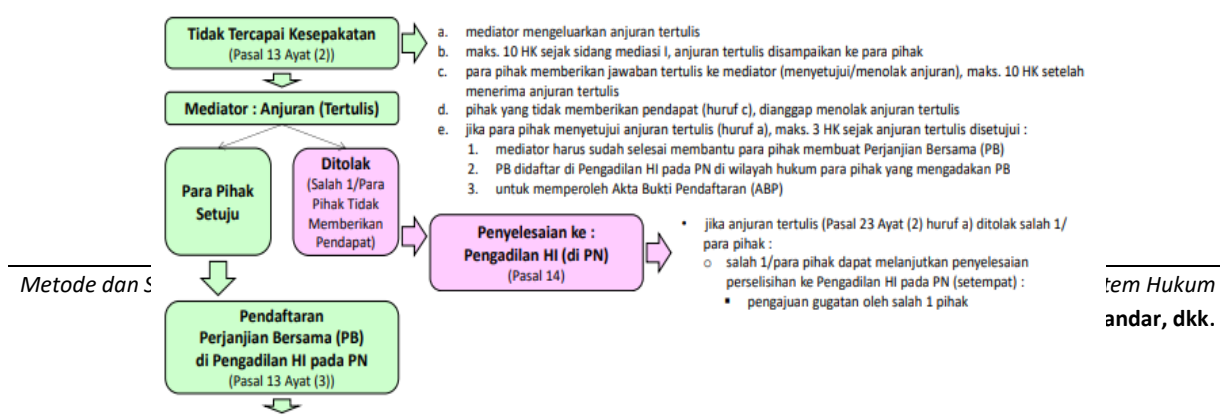 Tidak Tercapai Kesepakatan
(Pasal 13 Ayat (2))
a. mediator mengeluarkan anjuran tertulis
b. maks. 10 HK sejak sidang mediasi I, anjuran tertulis disampaikan ke para pihak
c. para pihak memberikan jawaban tertulis ke mediator (menyetujui/menolak anjuran), maks. 10 HK setelah
menerima anjuran tertulis
d. pihak yang tidak memberikan pendapat (huruf c), dianggap menolak anjuran tertulis
e. jika para pihak menyetujui anjuran tertulis (huruf a), maks. 3 HK sejak anjuran tertulis disetujui :
1. mediator harus sudah selesai membantu para pihak membuat Perjanjian Bersama (PB)
2. PB didaftar di Pengadilan HI pada PN di wilayah hukum para pihak yang mengadakan PB
3. untuk memperoleh Akta Bukti Pendaftaran (ABP)
Mediator : Anjuran (Tertulis)
Para Pihak
Setuju
Ditolak
(Salah 1/Para
Pihak Tidak
Memberikan
Pendapat)
Penyelesaian ke :
Pengadilan HI (di PN)
(Pasal 14)
• jika anjuran tertulis (Pasal 23 Ayat (2) huruf a) ditolak salah 1/
para pihak :
o salah 1/para pihak dapat melanjutkan penyelesaian
perselisihan ke Pengadilan HI pada PN (setempat) :
▪ pengajuan gugatan oleh salah 1 pihak
Metode dan S
tem Hukum
andar, dkk.
Pendaftaran
Perjanjian Bersama (PB)
di Pengadilan HI pada PN
(Pasal 13 Ayat (3))